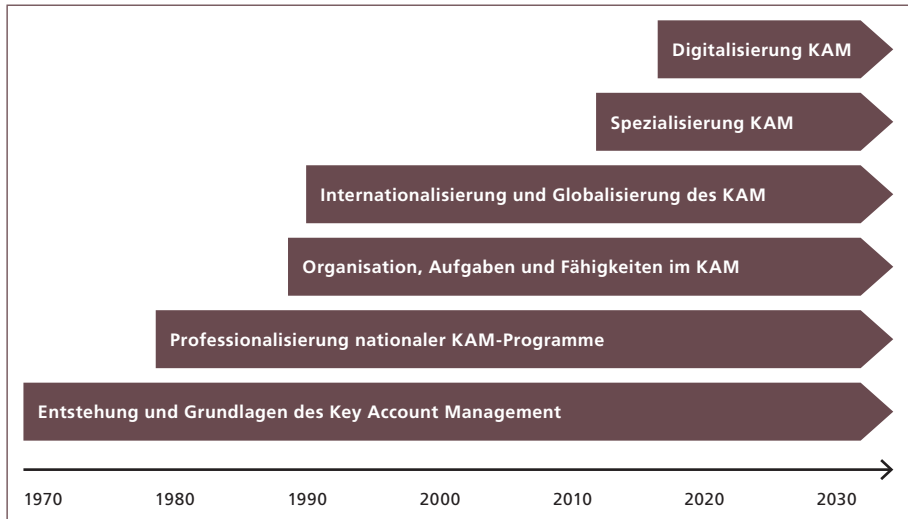 Digitalisierung KAM
Spezialisierung KAM
Internationalisierung und Globalisierung des KAM
Organisation, Aufgaben und Fähigkeiten im KAM
Professionalisierung nationaler KAM-Programme
Entstehung und Grundlagen des Key Account Management
1970 1980 1990 2000 2010 2020 2030